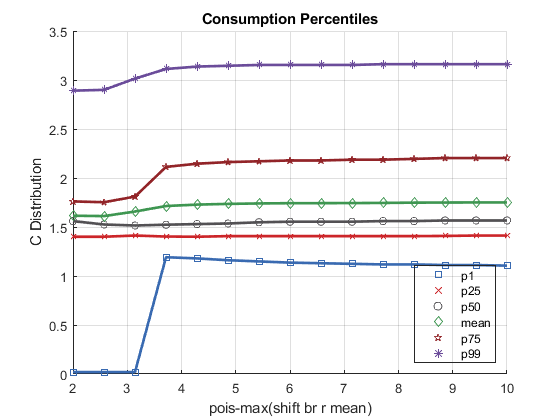 Consumption Percentiles
C Distribution
3.5
3
2.5
2
1.5
1
0.5
0
2 3 4 5 6 7 8 9 10
pois-max(shift br r mean)
p1
p25
p50
mean
p75
p99